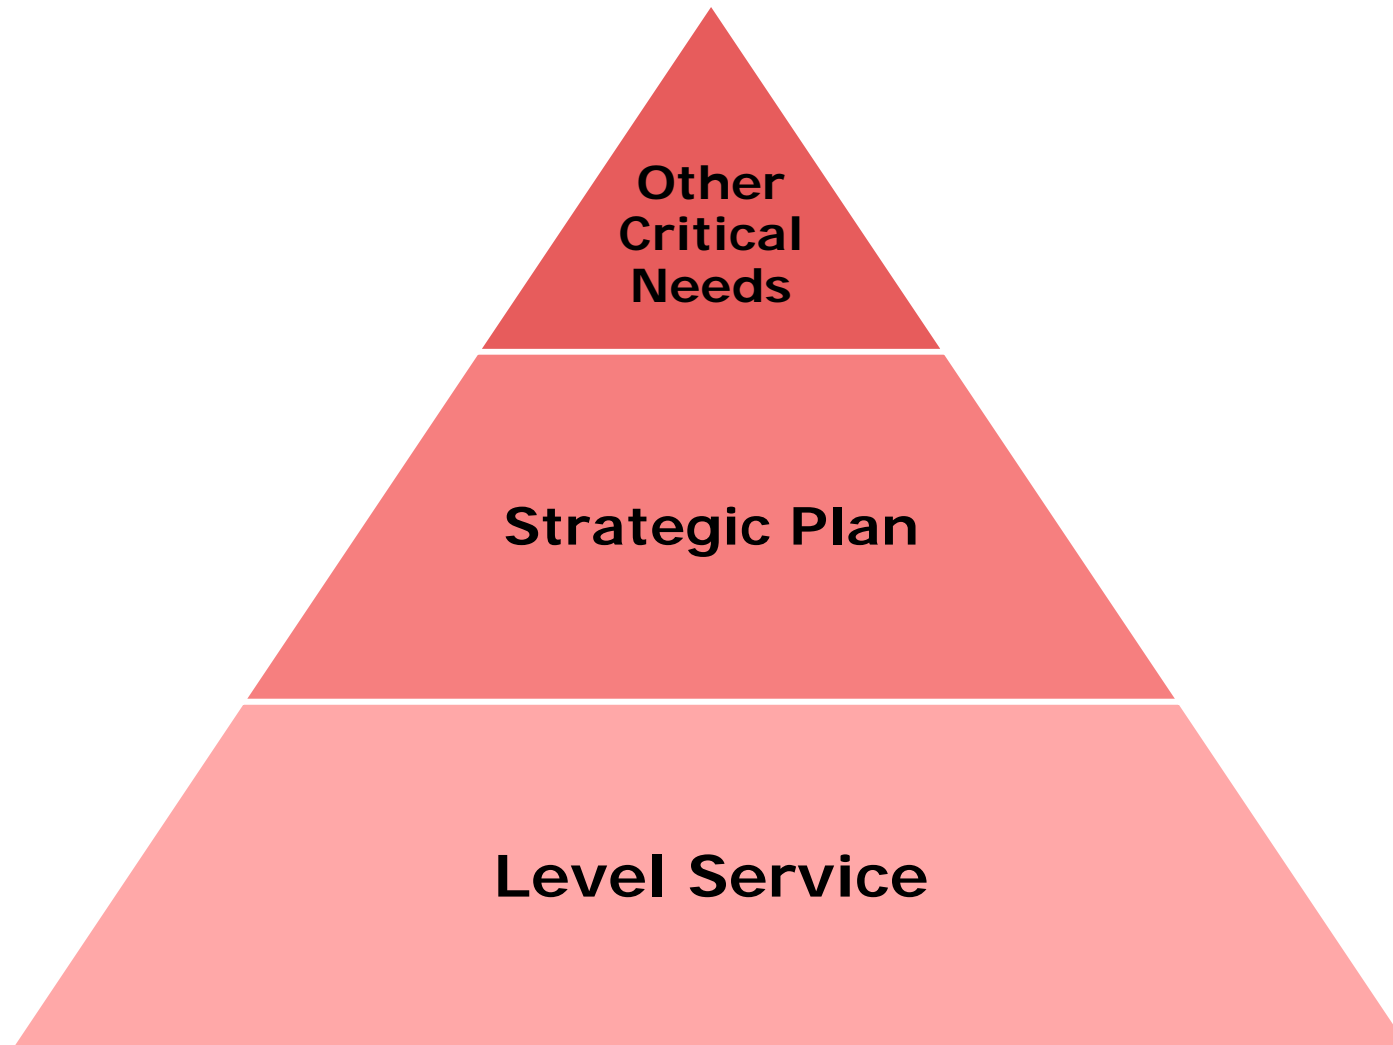 Other
Critical
Needs
Strategic Plan
Level Service